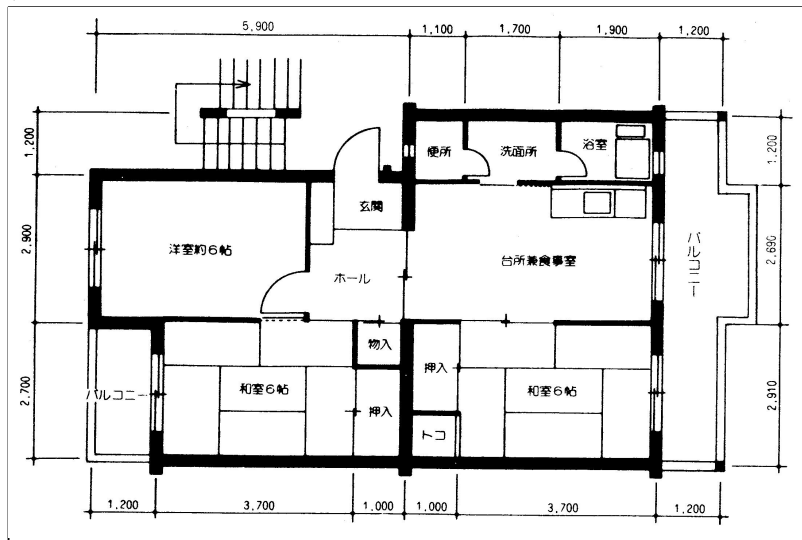 5,900
1,100
1,700
1,900
1,200
1,200
2,900
2,700
1,200
2,690
2,910
便所
洗面所
浴室
玄関
洋室約6帖
ホール
台所兼食事室
バルコニー
物入
押入
和室6帖
押入
和室6帖
トコ
バルコニー
1,200
3,700
1,000
1,000
3,700
1,200